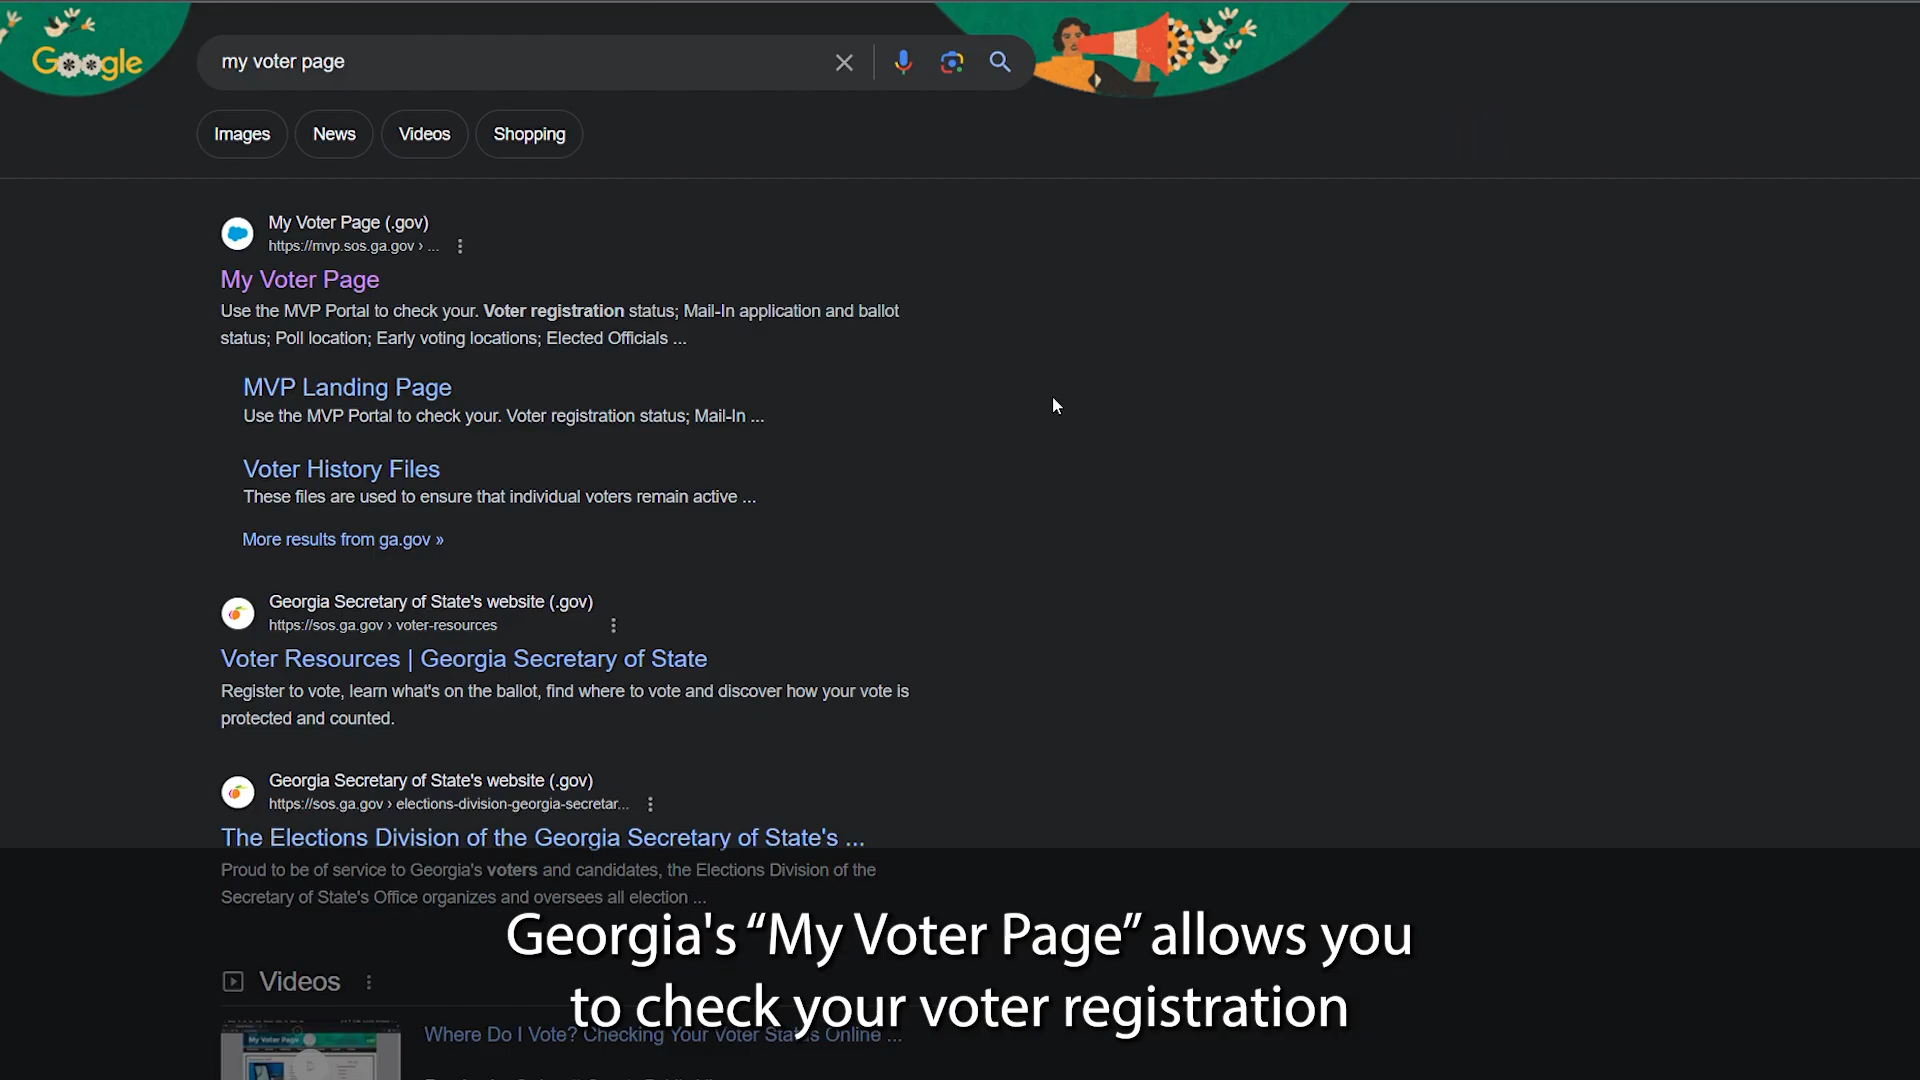 Google
my voter page
Images
News
Videos
Shopping
My Voter Page (.gov)
https://mvp.sos.ga.gov › ...
My Voter Page
Use the MVP Portal to check your. Voter registration status; Mail-In application and ballot
status; Poll location; Early voting locations; Elected Officials ...
MVP Landing Page
Use the MVP Portal to check your. Voter registration status; Mail-In ...
Voter History Files
These files are used to ensure that individual voters remain active ...
More results from ga.gov »
Georgia Secretary of State's website (.gov)
https://sos.ga.gov › voter-resources
Voter Resources | Georgia Secretary of State
Register to vote, learn what's on the ballot, find where to vote and discover how your vote is
protected and counted.
Georgia Secretary of State's website (.gov)
https://sos.ga.gov › elections-division-georgia-secretar...
The Elections Division of the Georgia Secretary of State's ...
Proud to be of service to Georgia's voters and candidates, the Elections Division of the
Secretary of State's Office organizes and oversees all election ...
Georgia's “My Voter Page” allows you
to check your voter registration
Videos
My Voter Page
Where Do I Vote? Checking Your Voter Status Online ...